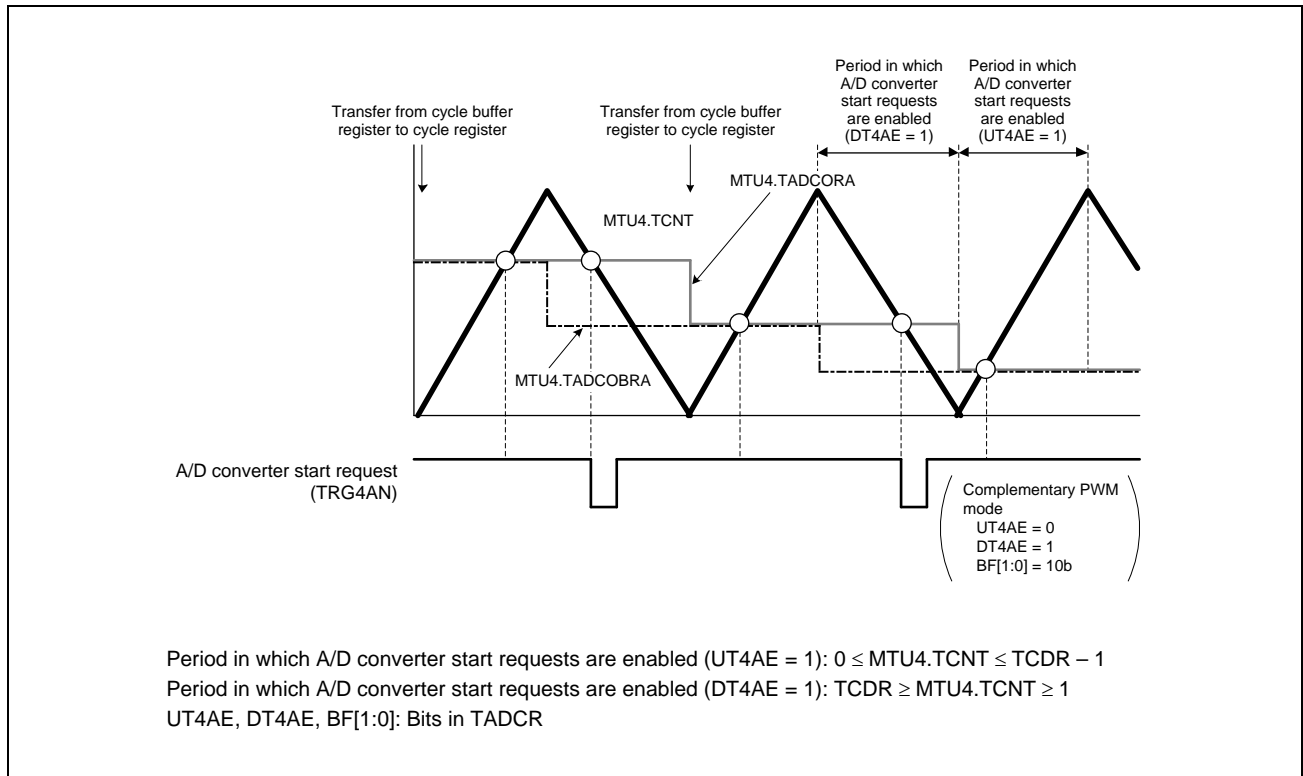 Period in which
A/D converter
start requests
are enabled
(DT4AE = 1)
Period in which
A/D converter
start requests
are enabled
(UT4AE = 1)
Transfer from cycle buffer
register to cycle register
Transfer from cycle buffer
register to cycle register
MTU4.TADCORA
MTU4.TCNT
MTU4.TADCOBRA
A/D converter start request
(TRG4AN)
Complementary PWM
mode
UT4AE = 0
DT4AE = 1
BF[1:0] = 10b
Period in which A/D converter start requests are enabled (UT4AE = 1): 0 ≤ MTU4.TCNT ≤ TCDR – 1
Period in which A/D converter start requests are enabled (DT4AE = 1): TCDR ≥ MTU4.TCNT ≥ 1
UT4AE, DT4AE, BF[1:0]: Bits in TADCR